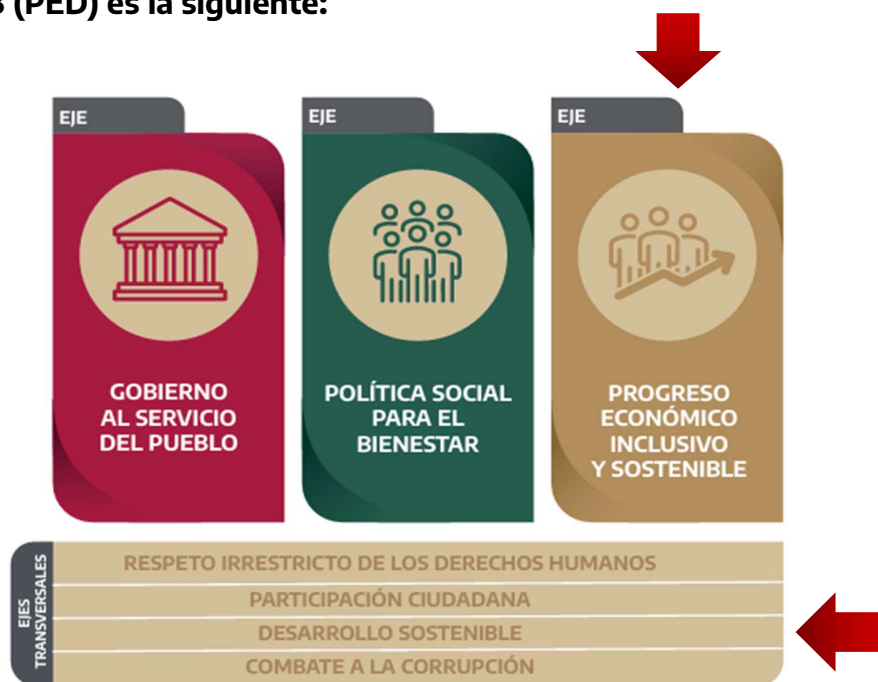 (PED) es la siguiente:
EJE
GOBIERNO
AL SERVICIO
DEL PUEBLO
EJE
POLÍTICA SOCIAL
PARA EL
BIENESTAR
EJE
PROGRESO
ECONÓMICO
INCLUSIVO
Y SOSTENIBLE
EJES
TRANSVERSALES
RESPETO IRRESTRICTO DE LOS DERECHOS HUMANOS
PARTICIPACIÓN CIUDADANA
DESARROLLO SOSTENIBLE
COMBATE A LA CORRUPCIÓN